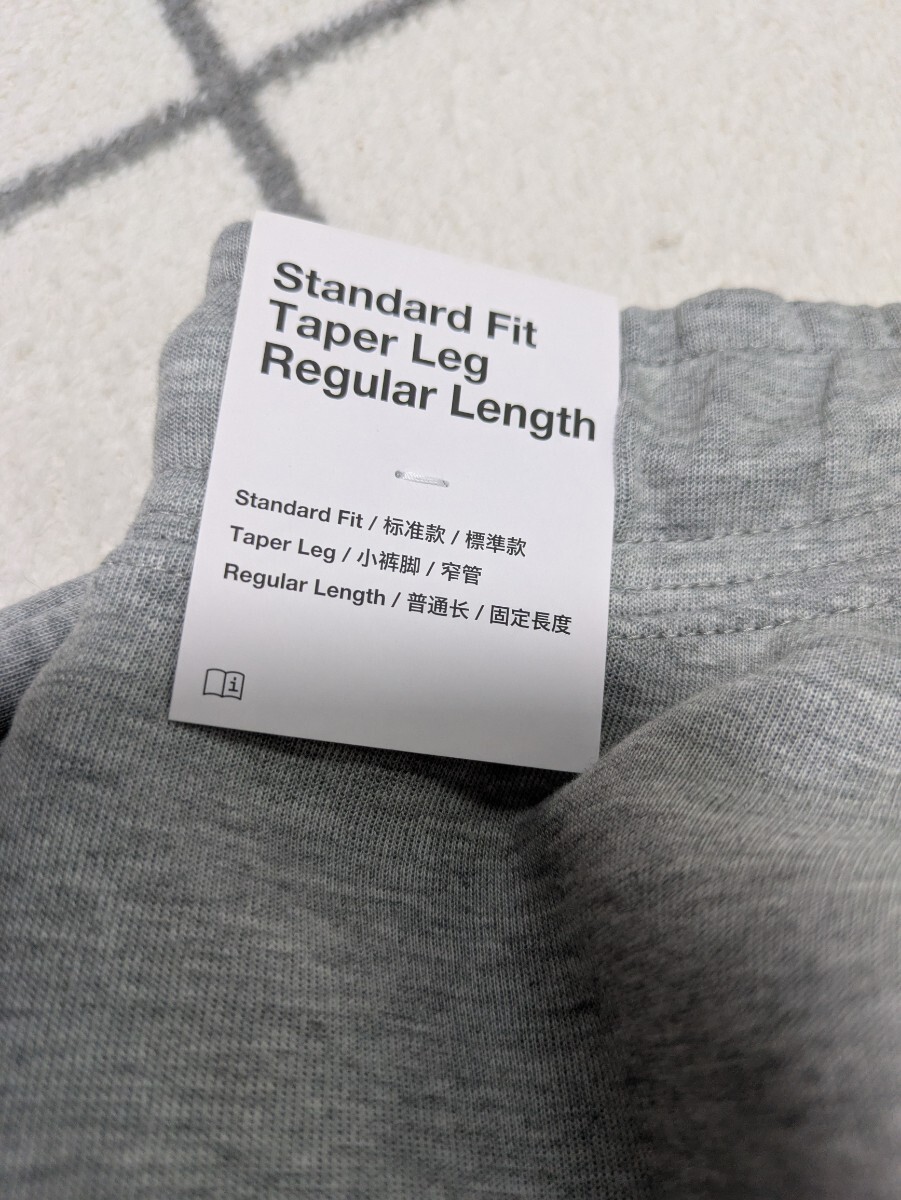 Standard Fit
Taper Leg
Regular Length
Standard Fit / 标准款 / 標準款
Taper Leg / 小裤脚 / 窄管
Regular Length / 普通长 / 固定長度
i